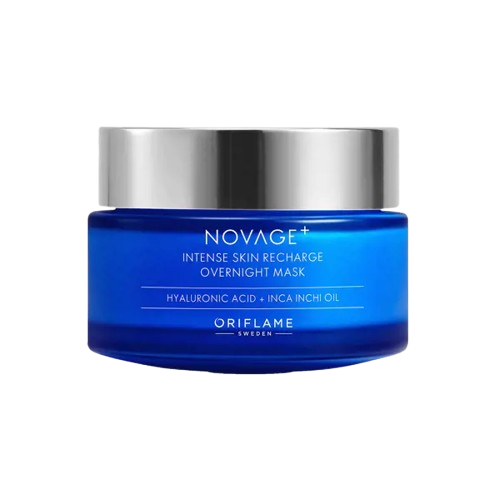 NOVAGE+
INTENSE SKIN RECHARGE
OVERNIGHT MASK
HYALURONIC ACID + INCA INCHI OIL
ORIFLAME
SWEDEN